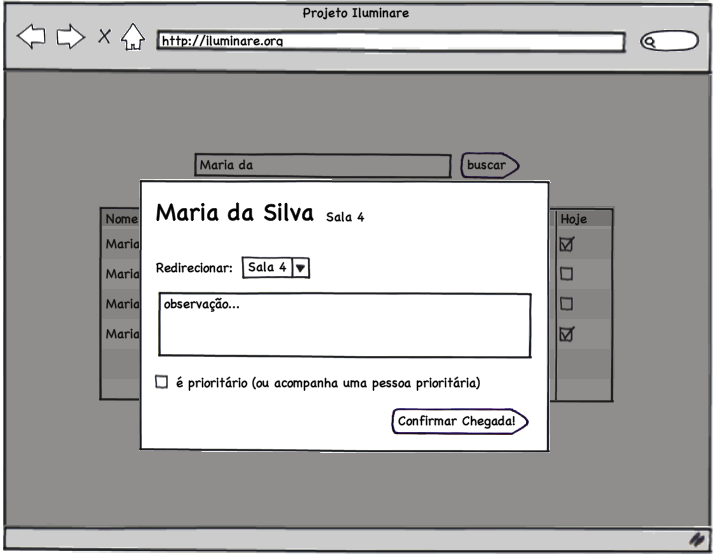 Projeto Iluminare
http://iluminare.org
Maria da
buscar
Maria da Silva Sala 4
Nome
Hoje
Maria
Redirecionar: Sala 4
Maria
observação...
Maria
Maria
é prioritário (ou acompanha uma pessoa prioritária)
Confirmar Chegada!